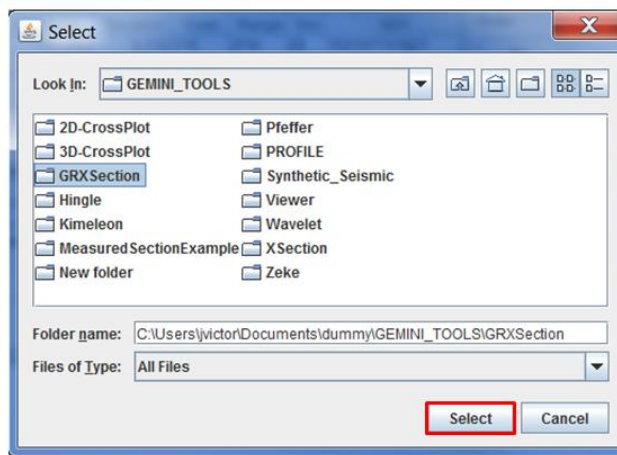 Select
Look In: GEMINI_TOOLS
2D-CrossPlot Pfeffer
3D-CrossPlot PROFILE
GRXSection Synthetic_Seismic
Hingle Viewer
Kimeleon Wavelet
MeasuredSectionExample XSection
New folder Zeke
Folder name: C:\Users\jvictor\Documents\dummy\GEMINI_TOOLS\GRXSection
Files of Type: All Files
Select Cancel